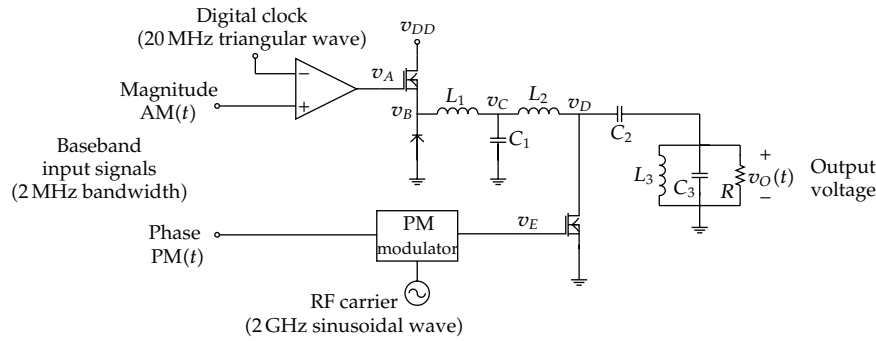 Digital clock
(20 MHz triangular wave)
v_DD
−
v_A
Magnitude
AM(t)
+
v_B
L_1
v_C
L_2
v_D
C_1
C_2
Baseband
input signals
(2 MHz bandwidth)
L_3
C_3
R
+
v_O(t)
−
Output
voltage
Phase
PM(t)
PM
modulator
v_E
RF carrier
(2 GHz sinusoidal wave)